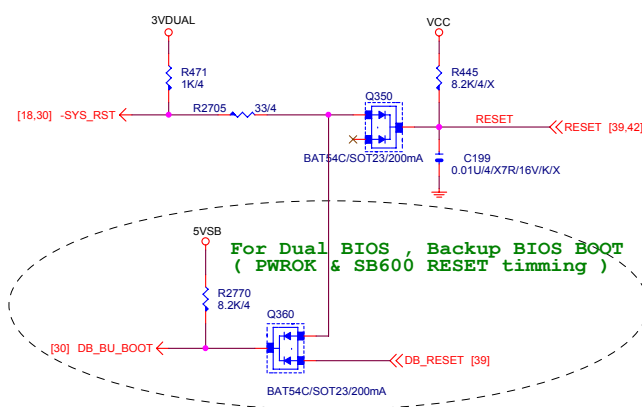 3VDUAL
VCC
R471
1K/4
R445
8.2K/4/X
Q350
[18,30] -SYS_RST
R2705 33/4
RESET
RESET [39,42]
BAT54C/SOT23/200mA
C199
0.01U/4/X7R/16V/K/X
5VSB
For Dual BIOS , Backup BIOS BOOT
( PWROK & SB600 RESET timming )
R2770
8.2K/4
Q360
[30] DB_BU_BOOT
DB_RESET [39]
BAT54C/SOT23/200mA